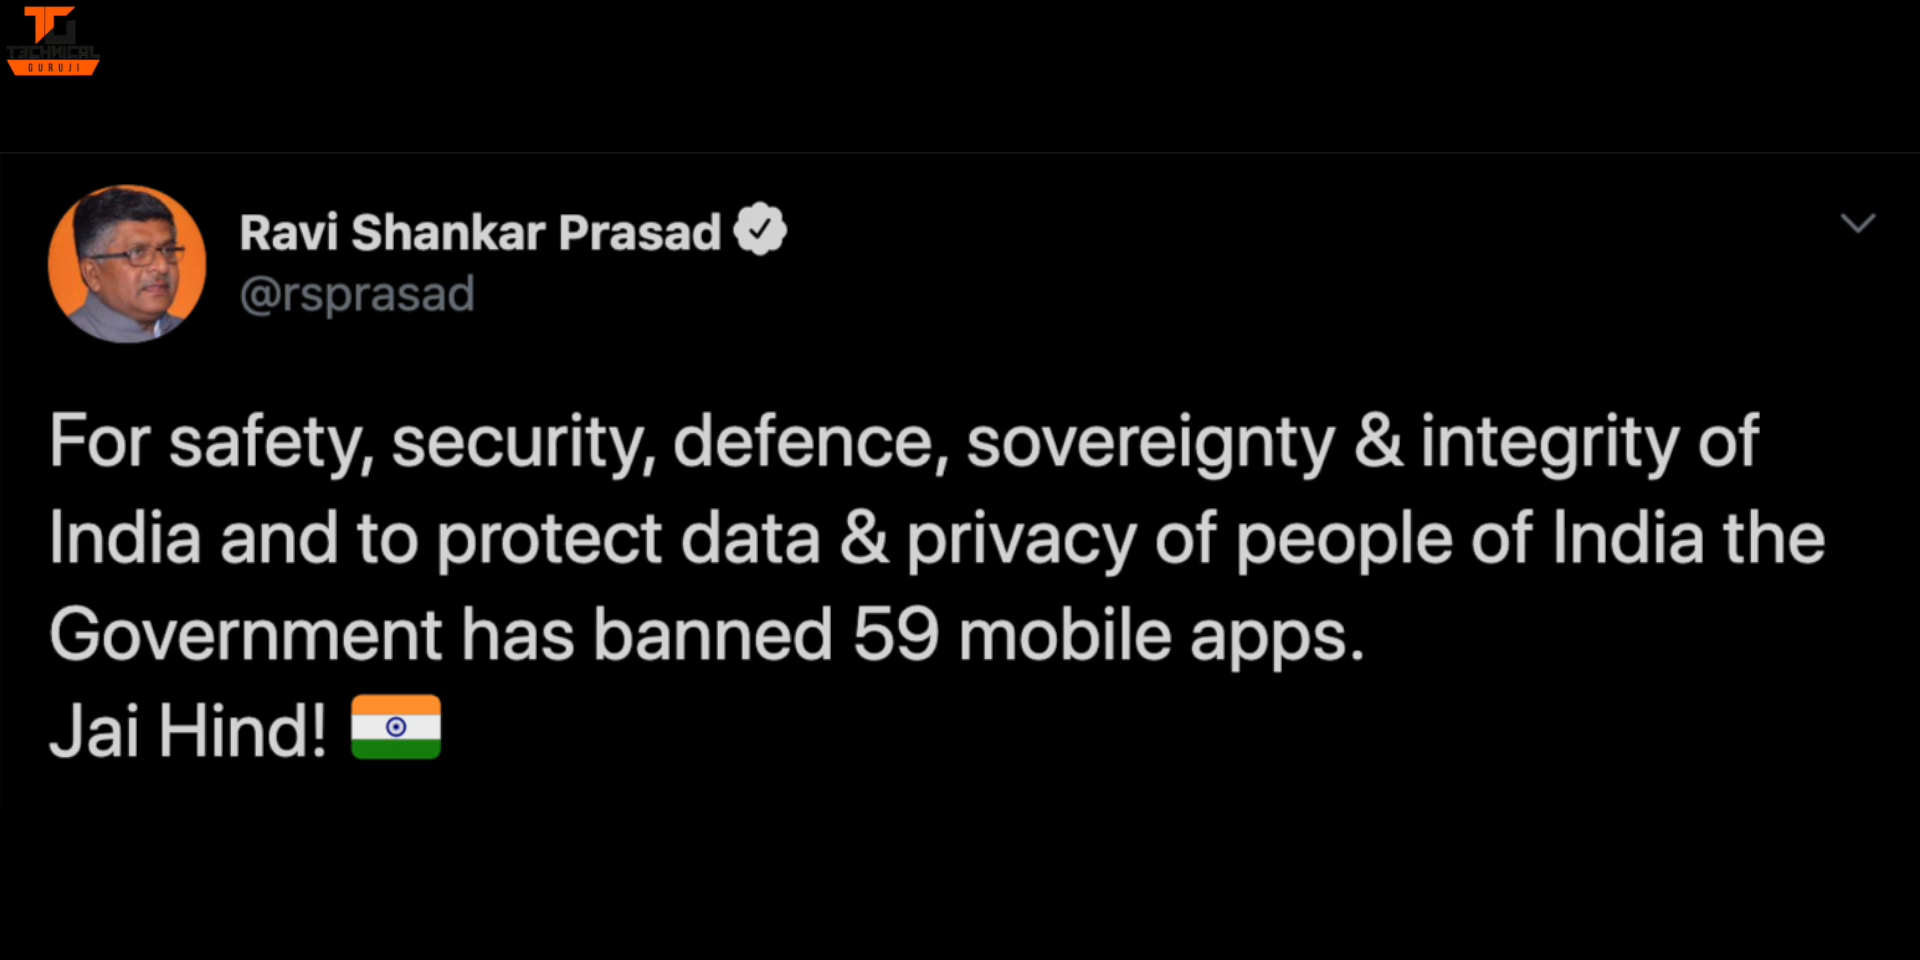 TECHNICAL
GURUJI
Ravi Shankar Prasad
@rsprasad
For safety, security, defence, sovereignty & integrity of
India and to protect data & privacy of people of India the
Government has banned 59 mobile apps.
Jai Hind! 🇮🇳